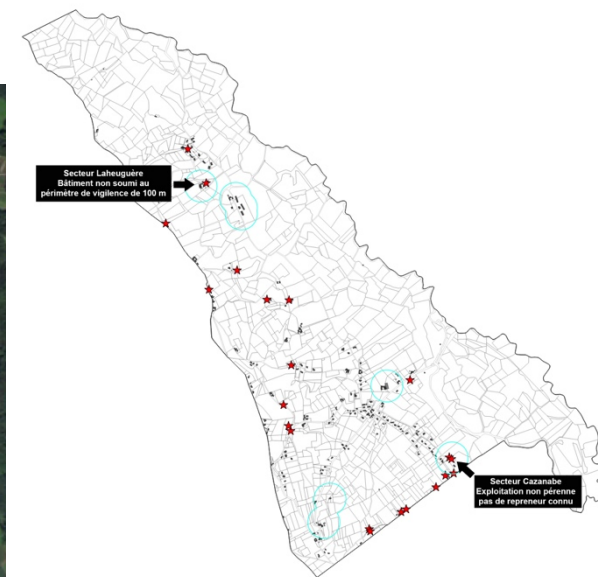 Secteur Laheuguère
Bâtiment non soumi au
périmètre de vigilence de 100 m
Secteur Cazanabe
Exploitation non pérenne
pas de repreneur connu